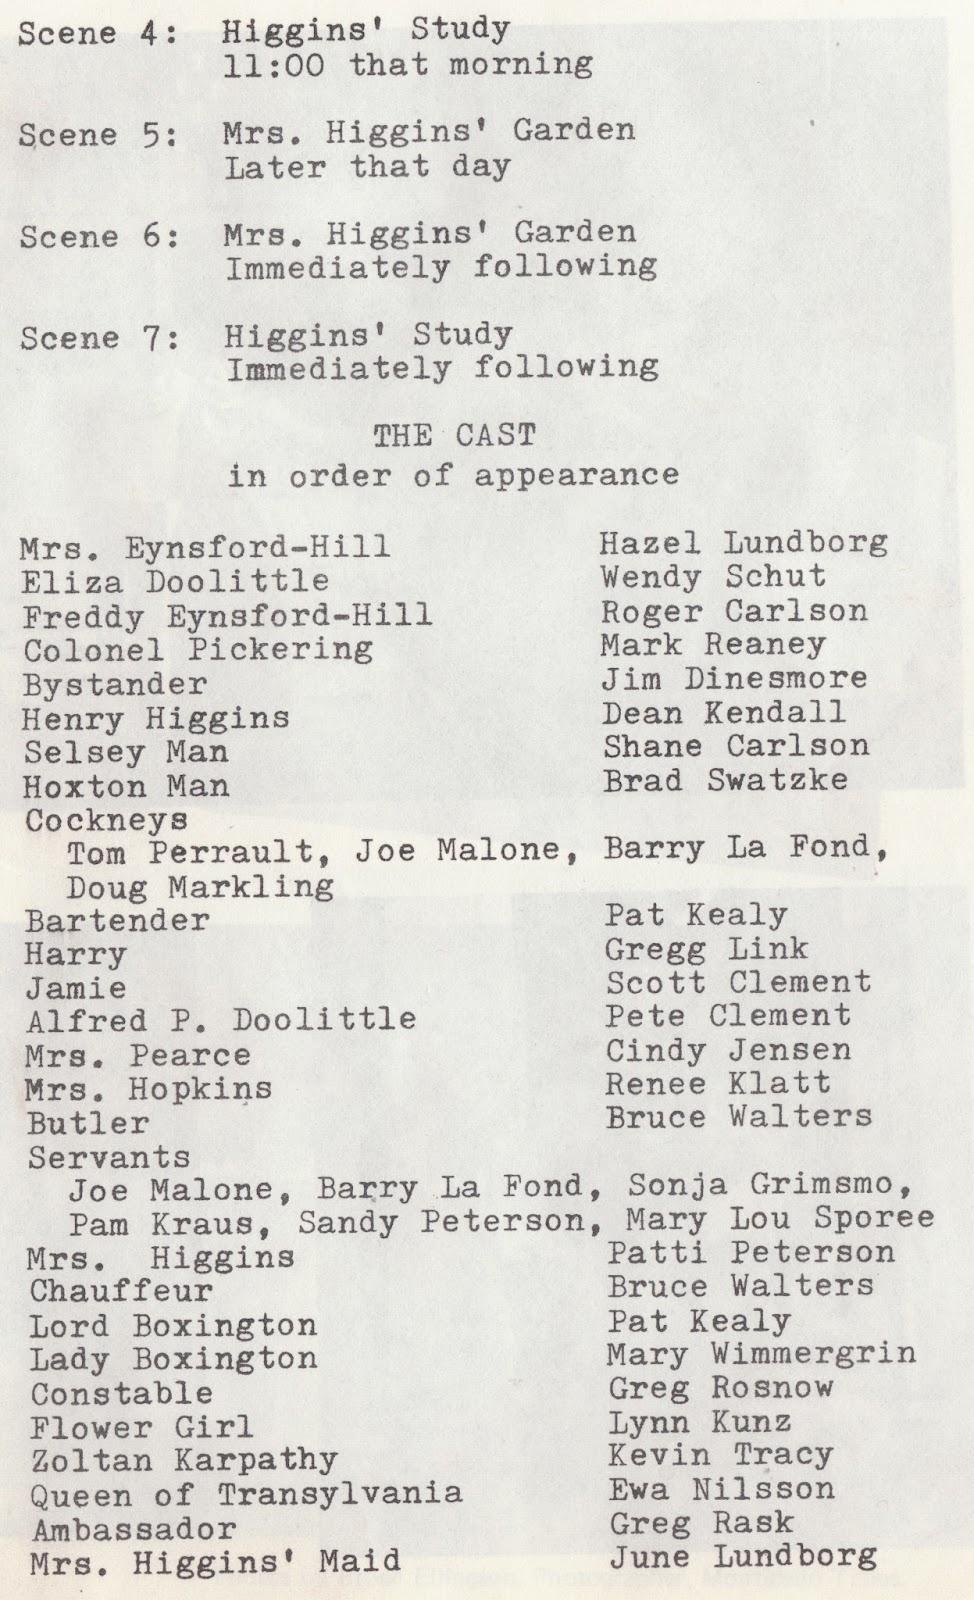 Scene 4: Higgins' Study
11:00 that morning
Scene 5: Mrs. Higgins' Garden
Later that day
Scene 6: Mrs. Higgins' Garden
Immediately following
Scene 7: Higgins' Study
Immediately following
THE CAST
in order of appearance
Mrs. Eynsford-Hill Hazel Lundborg
Eliza Doolittle Wendy Schut
Freddy Eynsford-Hill Roger Carlson
Colonel Pickering Mark Reaney
Bystander Jim Dinesmore
Henry Higgins Dean Kendall
Selsey Man Shane Carlson
Hoxton Man Brad Swatzke
Cockneys
Tom Perrault, Joe Malone, Barry La Fond,
Doug Markling
Bartender Pat Kealy
Harry Gregg Link
Jamie Scott Clement
Alfred P. Doolittle Pete Clement
Mrs. Pearce Cindy Jensen
Mrs. Hopkins Renee Klatt
Butler Bruce Walters
Servants
Joe Malone, Barry La Fond, Sonja Grimsmo,
Pam Kraus, Sandy Peterson, Mary Lou Sporee
Mrs. Higgins Patti Peterson
Chauffeur Bruce Walters
Lord Boxington Pat Kealy
Lady Boxington Mary Wimmergrin
Constable Greg Rosnow
Flower Girl Lynn Kunz
Zoltan Karpathy Kevin Tracy
Queen of Transylvania Ewa Nilsson
Ambassador Greg Rask
Mrs. Higgins' Maid June Lundborg